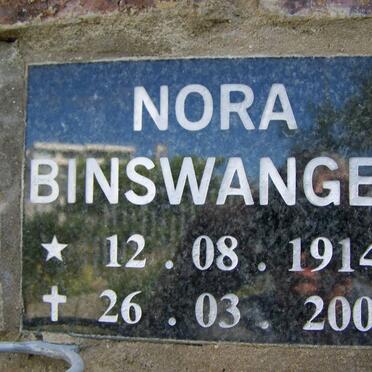 NORA
BINSWANGE
★ 12 . 08 . 1914
✝ 26 . 03 . 200